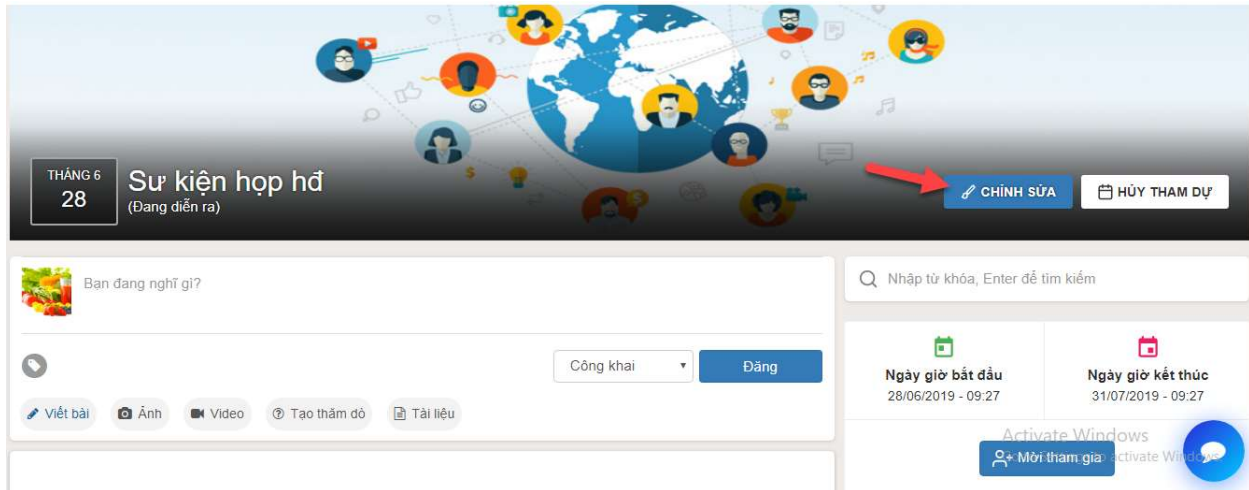 THÁNG 6
28
Sự kiện họp hđ
(Đang diễn ra)
CHỈNH SỬA
HỦY THAM DỰ
Bạn đang nghĩ gì?
Nhập từ khóa, Enter để tìm kiếm
Công khai
Đăng
Ngày giờ bắt đầu
28/06/2019 - 09:27
Ngày giờ kết thúc
31/07/2019 - 09:27
Viết bài
Ảnh
Video
Tạo thăm dò
Tài liệu
Activate Windows
Mời tham gia
activate Windows